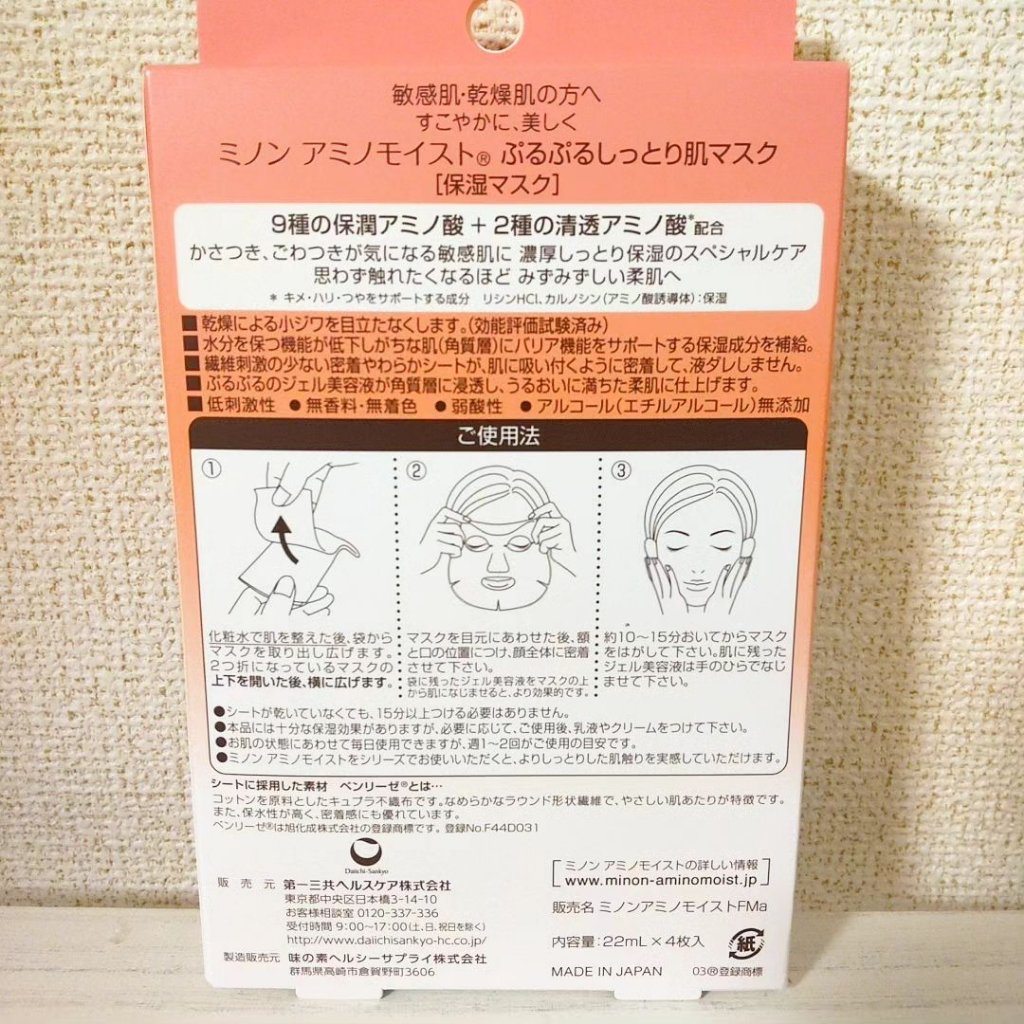 敏感肌・乾燥肌の方へ
すこやかに、美しく
ミノン アミノモイスト® ぷるぷるしっとり肌マスク
[保湿マスク]
9種の保潤アミノ酸 + 2種の清透アミノ酸*配合
かさつき、ごわつきが気になる敏感肌に 濃厚しっとり保湿のスペシャルケア
思わず触れたくなるほど みずみずしい柔肌へ
* キメ・ハリ・つやをサポートする成分 リシンHCl、カルノシン(アミノ酸誘導体):保湿
■乾燥による小ジワを目立たなくします。(効能評価試験済み)
■水分を保つ機能が低下しがちな肌(角質層)にバリア機能をサポートする保湿成分を補給。
■繊維刺激の少ない密着やわらかシートが、肌に吸い付くように密着して、液ダレしません。
■ぷるぷるのジェル美容液が角質層に浸透し、うるおいに満ちた柔肌に仕上げます。
■低刺激性 ●無香料・無着色 ●弱酸性 ●アルコール(エチルアルコール)無添加
ご使用法
①
化粧水で肌を整えた後、袋から
マスクを取り出し広げます。
2つ折になっているマスクの
上下を開いた後、横に広げます。
②
マスクを目元にあわせた後、額
と口の位置につけ、顔全体に密着
させて下さい。
袋に残ったジェル美容液をマスクの上
から肌になじませると、より効果的です。
③
約10〜15分おいてからマスク
をはがして下さい。肌に残った
ジェル美容液は手のひらでなじ
ませて下さい。
●シートが乾いていなくても、15分以上つける必要はありません。
●本品には十分な保湿効果がありますが、必要に応じて、ご使用後、乳液やクリームをつけて下さい。
●お肌の状態にあわせて毎日使用できますが、週1〜2回がご使用の目安です。
●ミノン アミノモイストをシリーズでお使いいただくと、よりしっとりした肌触りを実感していただけます。
シートに採用した素材 ベンリーゼ®とは…
コットンを原料としたキュプラ不織布です。なめらかなラウンド形状繊維で、やさしい肌あたりが特徴です。
また、保水性が高く、密着感にも優れています。
ベンリーゼ®は旭化成株式会社の登録商標です。登録No.F44D031
Daiichi-Sankyo
販売元 第一三共ヘルスケア株式会社
東京都中央区日本橋3-14-10
お客様相談室 0120-337-336
受付時間 9:00〜17:00(土、日、祝日を除く)
http://www.daiichisankyo-hc.co.jp/
製造販売元 味の素ヘルシーサプライ株式会社
群馬県高崎市倉賀野町3606
ミノン アミノモイストの詳しい情報
www.minon-aminomoist.jp
販売名 ミノンアミノモイストFMa
内容量:22mL×4枚入
紙
MADE IN JAPAN 03®登録商標